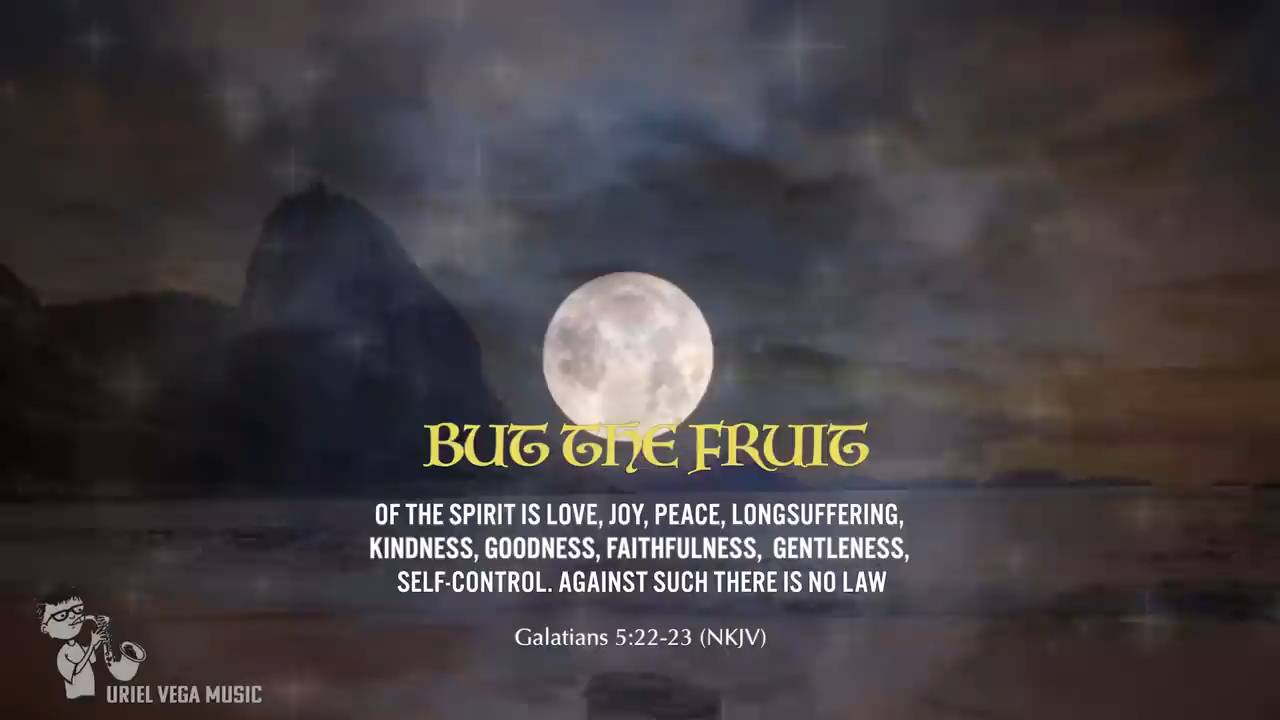 BUT THE FRUIT
OF THE SPIRIT IS LOVE, JOY, PEACE, LONGSUFFERING,
KINDNESS, GOODNESS, FAITHFULNESS, GENTLENESS,
SELF-CONTROL. AGAINST SUCH THERE IS NO LAW
Galatians 5:22-23 (NKJV)
URIEL VEGA MUSIC